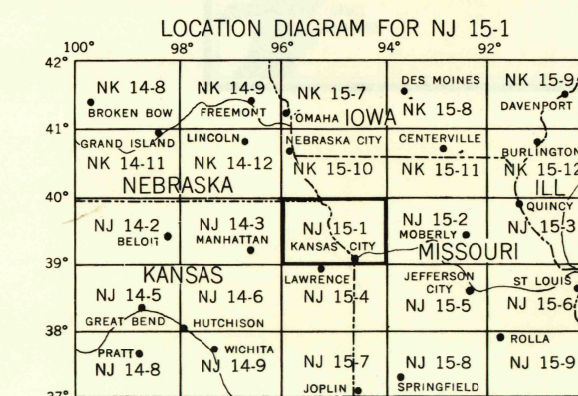 LOCATION DIAGRAM FOR NJ 15-1
100° 98° 96° 94° 92°
42°
NK 14-8
BROKEN BOW
NK 14-9
FREEMONT
NK 15-7
OMAHA
IOWA
DES MOINES
NK 15-8
NK 15-9
DAVENPORT
41°
GRAND ISLAND
NK 14-11
LINCOLN
NK 14-12
NEBRASKA CITY
NK 15-10
CENTERVILLE
NK 15-11
BURLINGTON
NK 15-12
NEBRASKA
ILL
40°
NJ 14-2
BELOIT
NJ 14-3
MANHATTAN
NJ 15-1
KANSAS CITY
NJ 15-2
MOBERLY
QUINCY
NJ 15-3
MISSOURI
39°
KANSAS
NJ 14-5
GREAT BEND
NJ 14-6
LAWRENCE
NJ 15-4
JEFFERSON
CITY
NJ 15-5
ST LOUIS
NJ 15-6
38°
HUTCHISON
PRATT
NJ 14-8
WICHITA
NJ 14-9
NJ 15-7
JOPLIN
NJ 15-8
SPRINGFIELD
ROLLA
NJ 15-9
37°